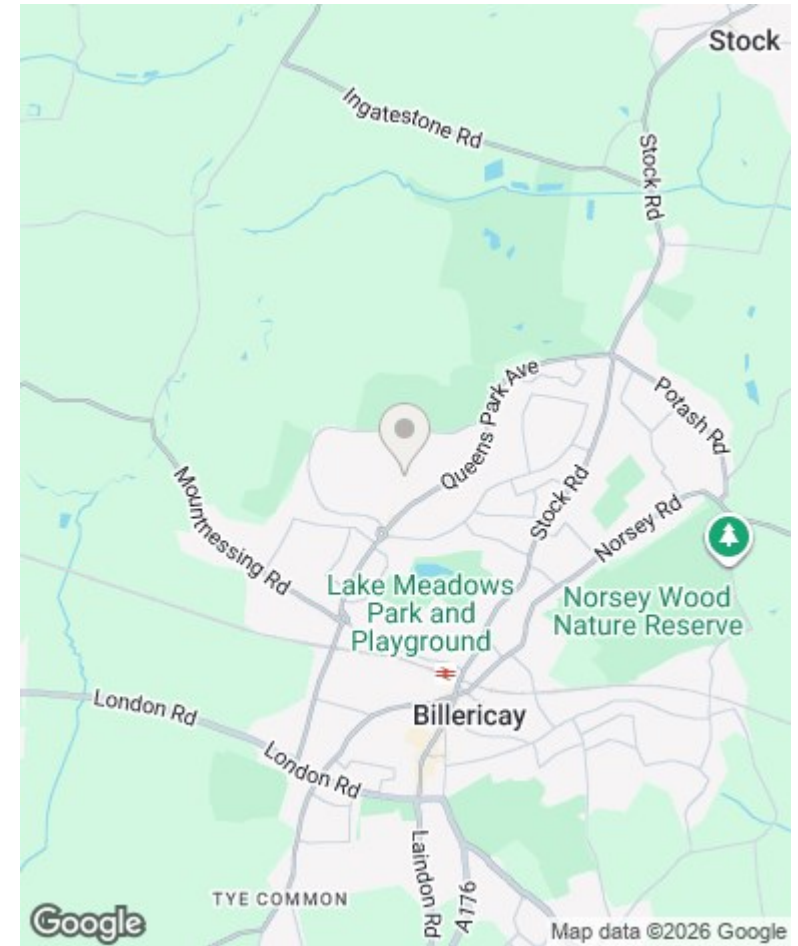 Stock
Ingatestone Rd
Stock Rd
Queens Park Ave
Potash Rd
Mountnessing Rd
Stock Rd
Norsey Rd
Lake Meadows
Park and
Playground
Norsey Wood
Nature Reserve
London Rd
Billericay
London Rd
Laindon Rd
A176
TYE COMMON
Google
Map data ©2026 Google